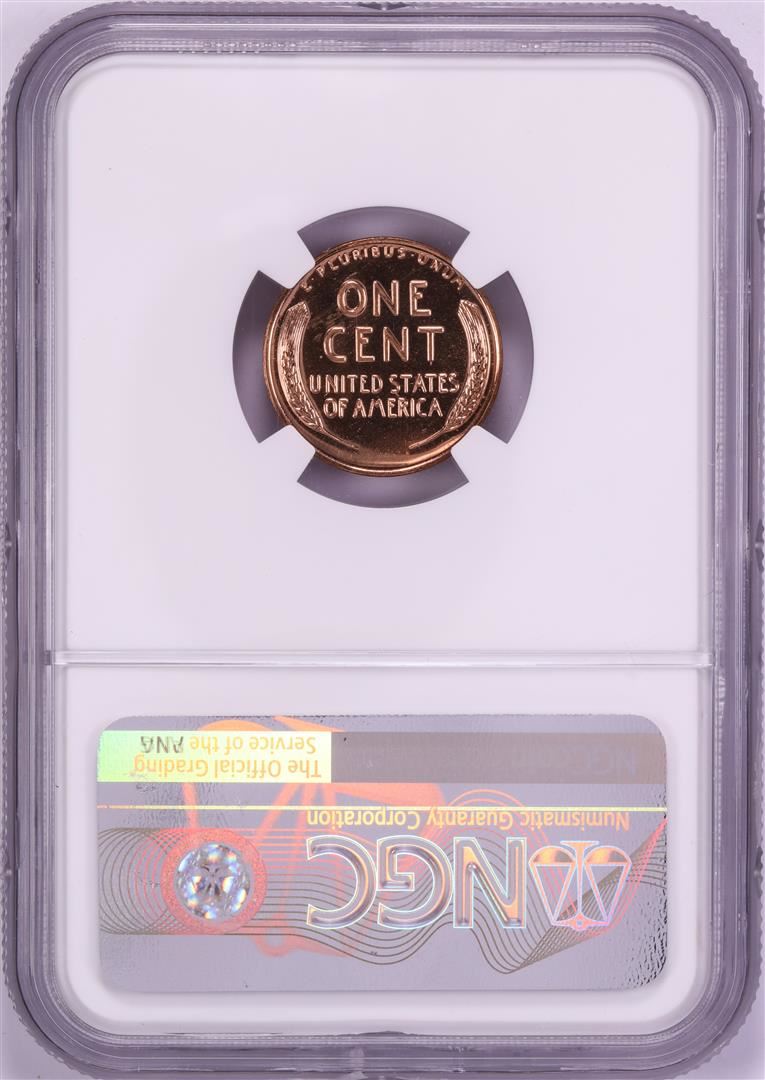 E · PLURIBUS · UNUM
ONE
CENT
UNITED STATES
OF AMERICA
NGC
Numismatic Guaranty Corporation
The Official Grading
Service of the ANA